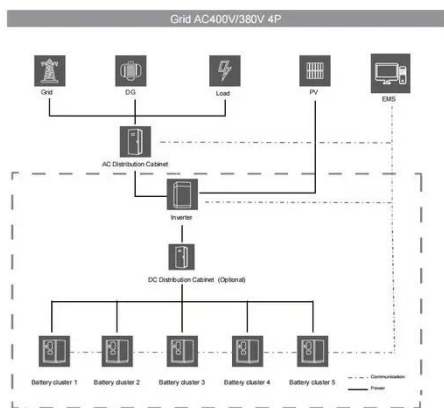 Grid AC400V/380V 4P
Grid
DG
Load
PV
EMS
AC Distribution Cabinet
Inverter
DC Distribution Cabinet (Optional)
Battery cluster 1
Battery cluster 2
Battery cluster 3
Battery cluster 4
Battery cluster 5
Communication
Power